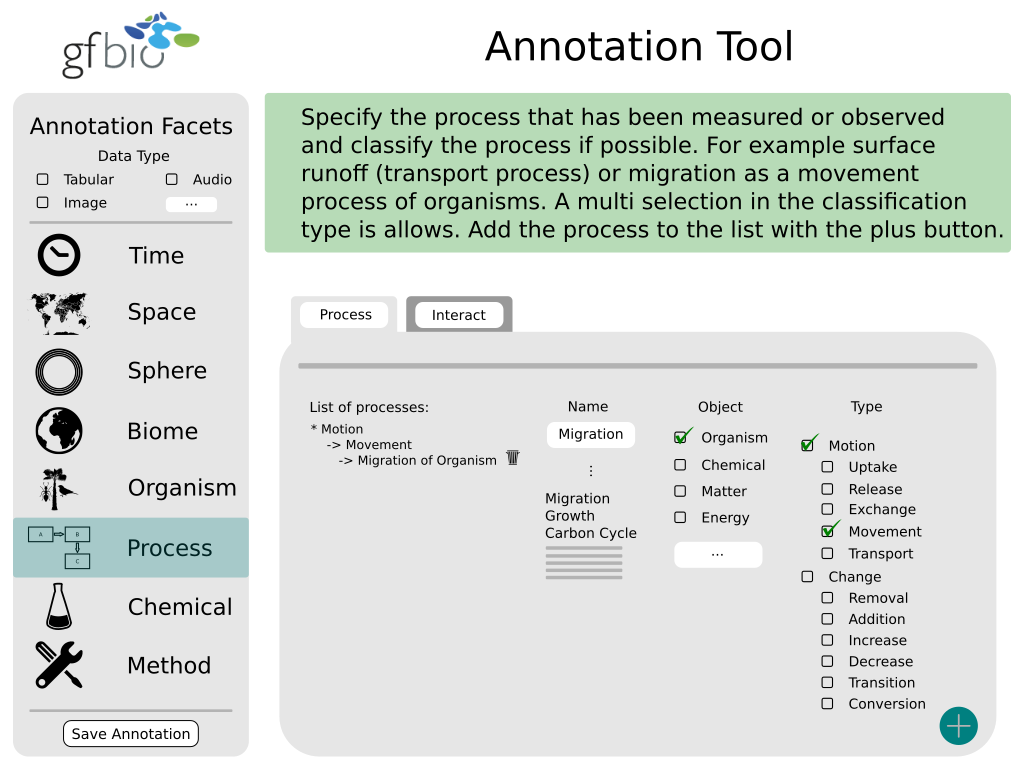 gfbio
Annotation Tool
Annotation Facets
Data Type
Tabular
Audio
Image
...
Time
Space
Sphere
Biome
Organism
A
B
C
Process
Chemical
Method
Save Annotation
Specify the process that has been measured or observed
and classify the process if possible. For example surface
runoff (transport process) or migration as a movement
process of organisms. A multi selection in the classification
type is allows. Add the process to the list with the plus button.
Process
Interact
List of processes:
* Motion
-> Movement
-> Migration of Organism
Name
Migration
⋮
Migration
Growth
Carbon Cycle
Object
Organism
Chemical
Matter
Energy
...
Type
Motion
Uptake
Release
Exchange
Movement
Transport
Change
Removal
Addition
Increase
Decrease
Transition
Conversion